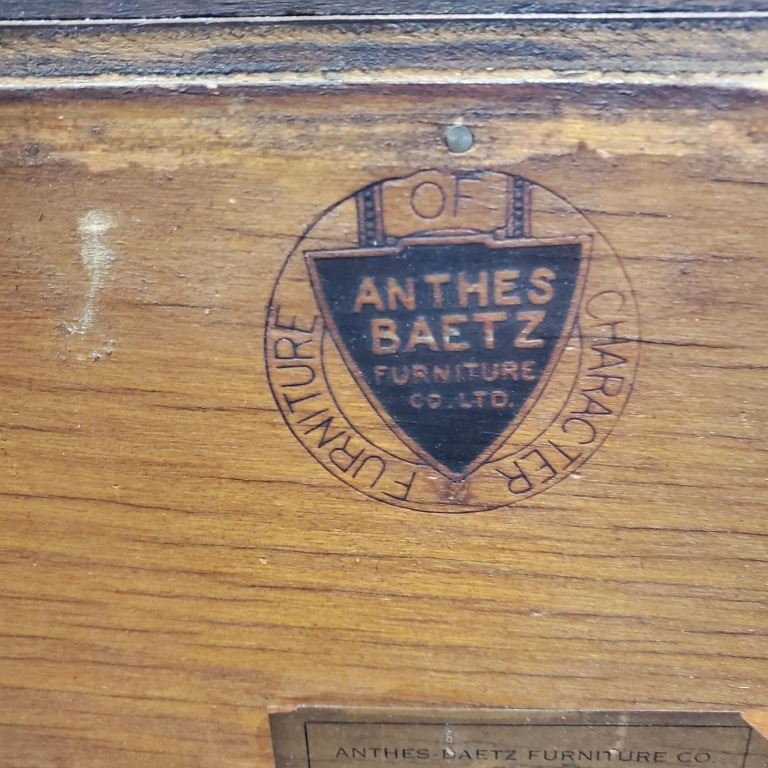 FURNITURE OF CHARACTER
ANTHES
BAETZ
FURNITURE
CO. LTD.
ANTHES-BAETZ FURNITURE CO.